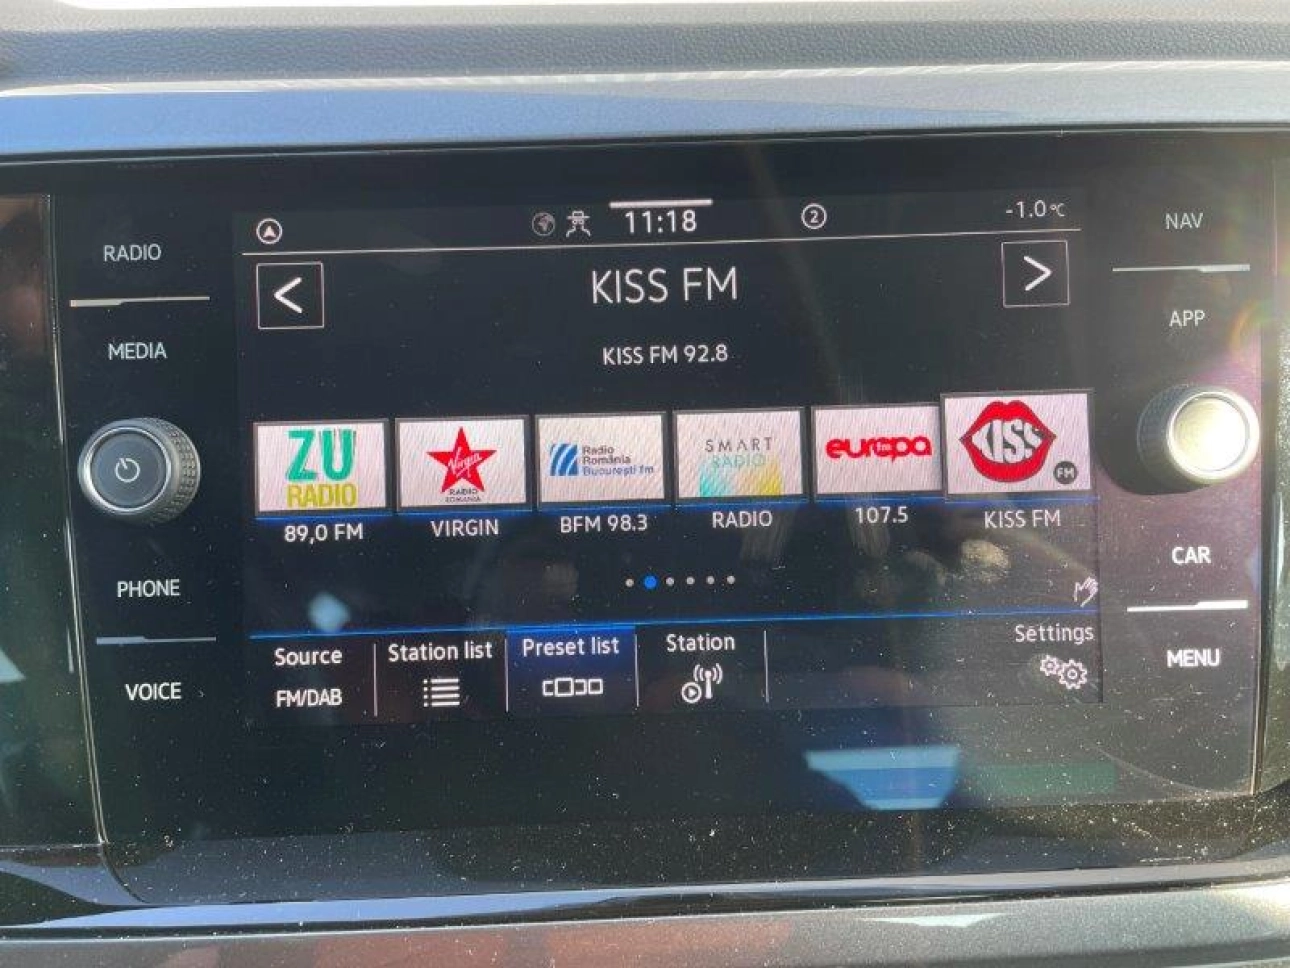 RADIO
MEDIA
PHONE
VOICE
11:18
2
-1.0 °C
KISS FM
KISS FM 92.8
ZU
RADIO
89,0 FM
Virgin
RADIO
ROMANIA
VIRGIN
Radio
România
București fm
BFM 98.3
SMART
RADIO
RADIO
europa
fm
107.5
KISS
FM
KISS FM
Source
FM/DAB
Station list
Preset list
Station
Settings
NAV
APP
CAR
MENU